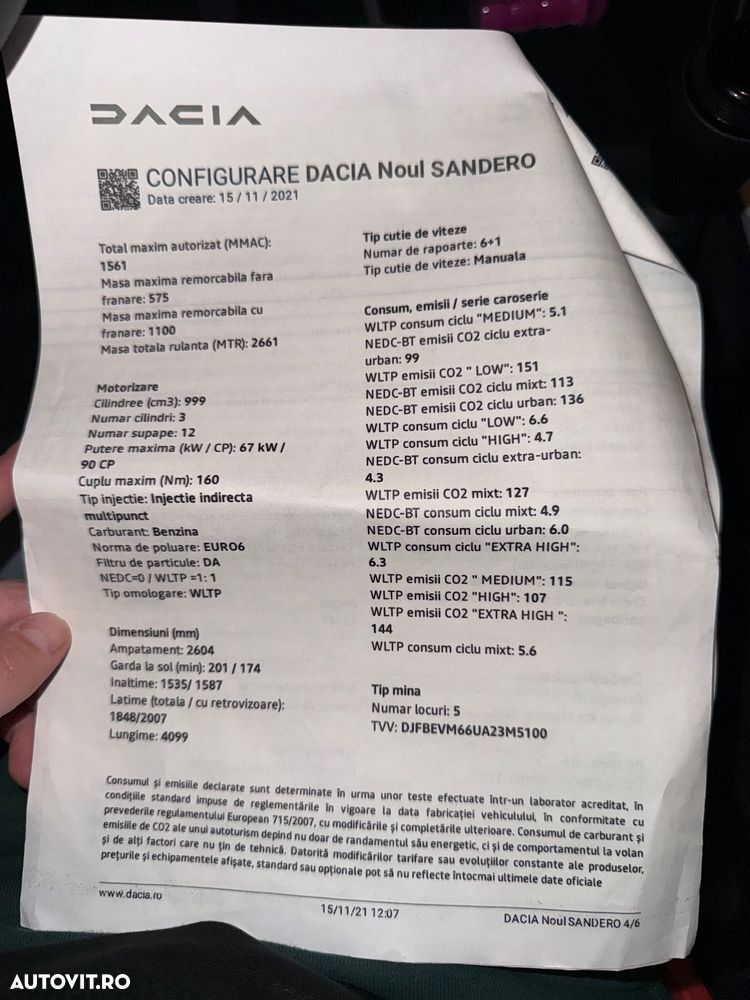 DACIA
CONFIGURARE DACIA Noul SANDERO
Data creare: 15 / 11 / 2021
Total maxim autorizat (MMAC):
1561
Masa maxima remorcabila fara
franare: 575
Masa maxima remorcabila cu
franare: 1100
Masa totala rulanta (MTR): 2661
Motorizare
Cilindree (cm3): 999
Numar cilindri: 3
Numar supape: 12
Putere maxima (kW / CP): 67 kW /
90 CP
Cuplu maxim (Nm): 160
Tip injectie: Injectie indirecta
multipunct
Carburant: Benzina
Norma de poluare: EURO6
Filtru de particule: DA
NEDC=0 / WLTP =1: 1
Tip omologare: WLTP
Dimensiuni (mm)
Ampatament: 2604
Garda la sol (min): 201 / 174
Inaltime: 1535/ 1587
Latime (totala / cu retrovizoare):
1848/2007
Lungime: 4099
Tip cutie de viteze
Numar de rapoarte: 6+1
Tip cutie de viteze: Manuala
Consum, emisii / serie caroserie
WLTP consum ciclu "MEDIUM": 5.1
NEDC-BT emisii CO2 ciclu extra-
urban: 99
WLTP emisii CO2 " LOW": 151
NEDC-BT emisii CO2 ciclu mixt: 113
NEDC-BT emisii CO2 ciclu urban: 136
WLTP consum ciclu "LOW": 6.6
WLTP consum ciclu "HIGH": 4.7
NEDC-BT consum ciclu extra-urban:
4.3
WLTP emisii CO2 mixt: 127
NEDC-BT consum ciclu mixt: 4.9
NEDC-BT consum ciclu urban: 6.0
WLTP consum ciclu "EXTRA HIGH":
6.3
WLTP emisii CO2 " MEDIUM": 115
WLTP emisii CO2 "HIGH": 107
WLTP emisii CO2 "EXTRA HIGH ":
144
WLTP consum ciclu mixt: 5.6
Tip mina
Numar locuri: 5
TVV: DJFBEVM66UA23M5100
Consumul și emisiile declarate sunt determinate în urma unor teste efectuate într-un laborator acreditat, în
condițiile standard impuse de reglementările în vigoare la data fabricației vehiculului, în conformitate cu
prevederile regulamentului European 715/2007, cu modificările și completările ulterioare. Consumul de carburant și
emisiile de CO2 ale unui autoturism depind nu doar de randamentul său energetic, ci și de comportamentul la volan
și de alți factori care nu țin de tehnică. Datorită modificărilor tarifare sau evoluțiilor constante ale produselor,
prețurile și echipamentele afișate, standard sau opționale pot să nu reflecte întocmai ultimele date oficiale
www.dacia.ro
15/11/21 12:07
DACIA Noul SANDERO 4/6
AUTOVIT.RO